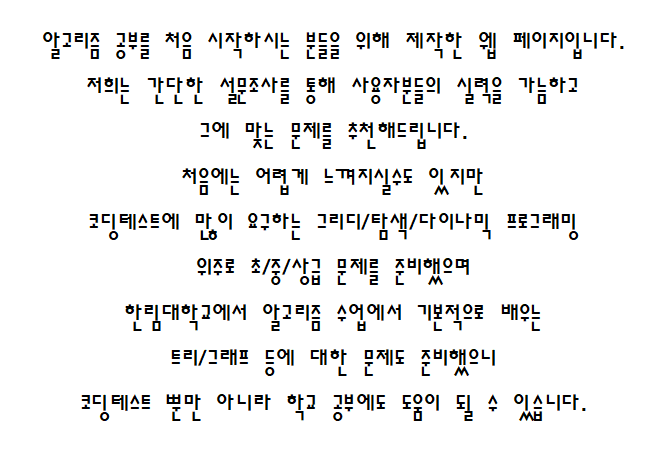 알고리즘 공부를 처음 시작하시는 분들을 위해 제작한 웹 페이지입니다.
저희는 간단한 설문조사를 통해 사용자분들의 실력을 가늠하고
그에 맞는 문제를 추천해드립니다.
처음에는 어렵게 느껴지실수도 있지만
코딩테스트에 많이 요구하는 그리디/탐색/다이나믹 프로그래밍
위주로 초/중/상급 문제를 준비했으며
한림대학교에서 알고리즘 수업에서 기본적으로 배우는
트리/그래프 등에 대한 문제도 준비했으니
코딩테스트 뿐만 아니라 학교 공부에도 도움이 될 수 있습니다.